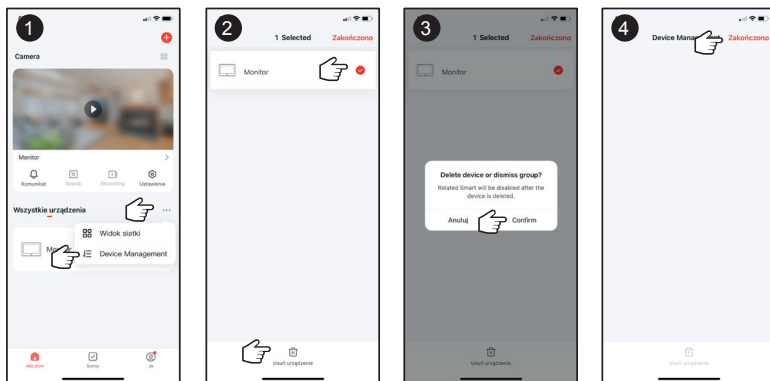 1
Camera
Monitor
Komunikat
Aparat
Recording
Ustawienia
Wszystkie urządzenia
Widok siatki
Device Management
Mój dom
Scene
Ja
2
1 Selected
Zakończono
Monitor
Usuń urządzenie
3
1 Selected
Zakończono
Monitor
Delete device or dismiss group?
Related Smart will be disabled after the
device is deleted.
Anuluj
Confirm
Usuń urządzenie
4
Device Mana
Zakończono
Usuń urządzenie